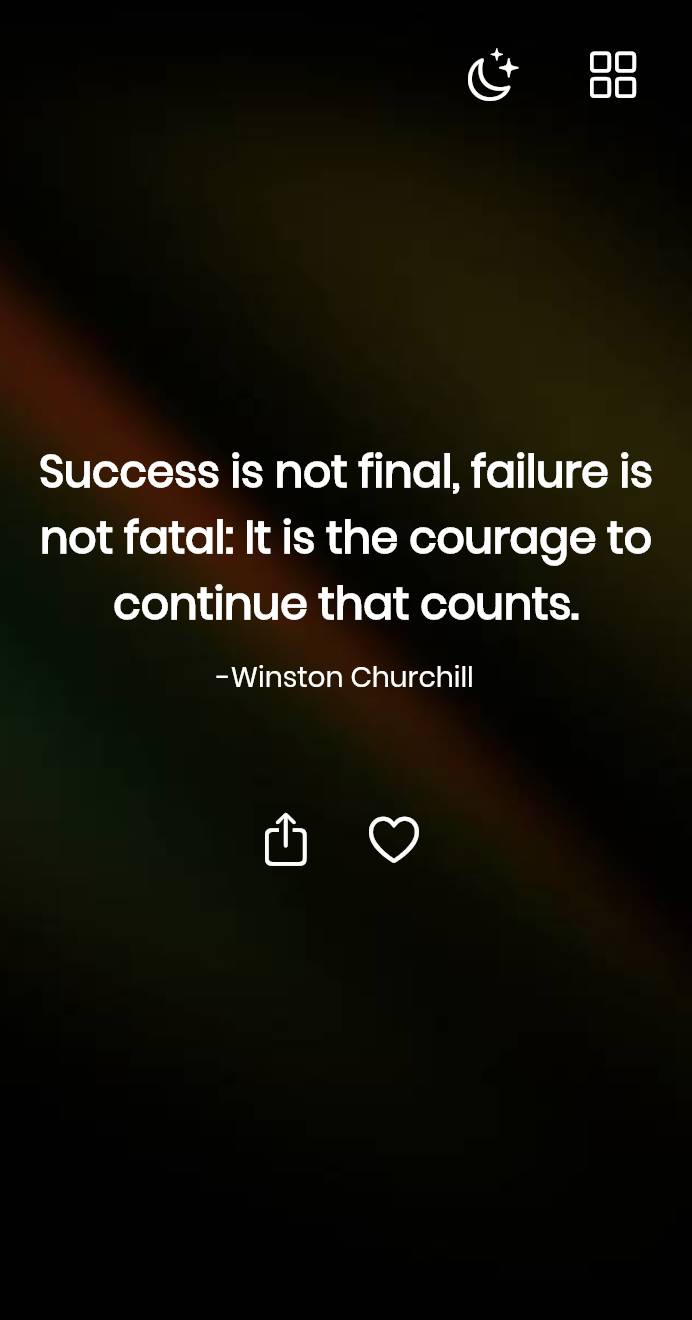 Success is not final, failure is
not fatal: It is the courage to
continue that counts.
-Winston Churchill